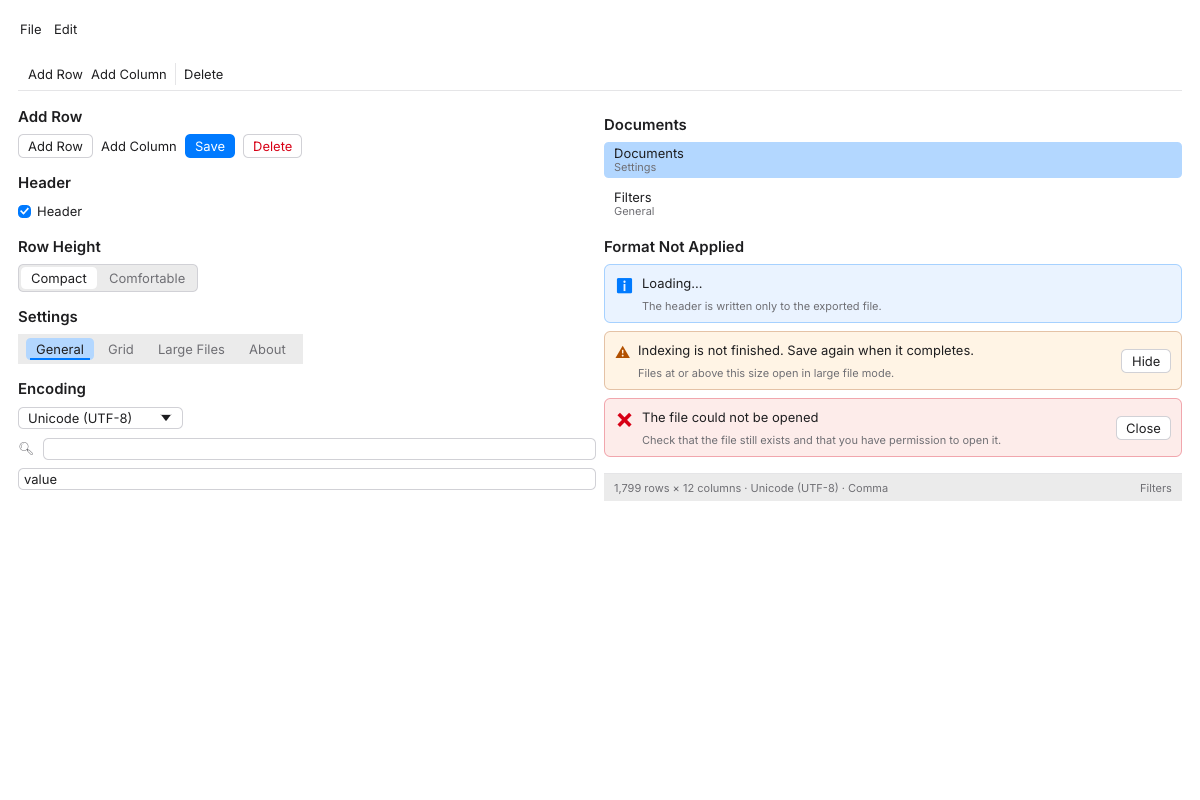 File Edit
Add Row Add Column Delete
Add Row
Add Row Add Column Save Delete
Header
Header
Row Height
Compact Comfortable
Settings
General Grid Large Files About
Encoding
Unicode (UTF-8)
value
Documents
Documents
Settings
Filters
General
Format Not Applied
Loading...
The header is written only to the exported file.
Indexing is not finished. Save again when it completes.
Files at or above this size open in large file mode.
Hide
The file could not be opened
Check that the file still exists and that you have permission to open it.
Close
1,799 rows × 12 columns · Unicode (UTF-8) · Comma Filters